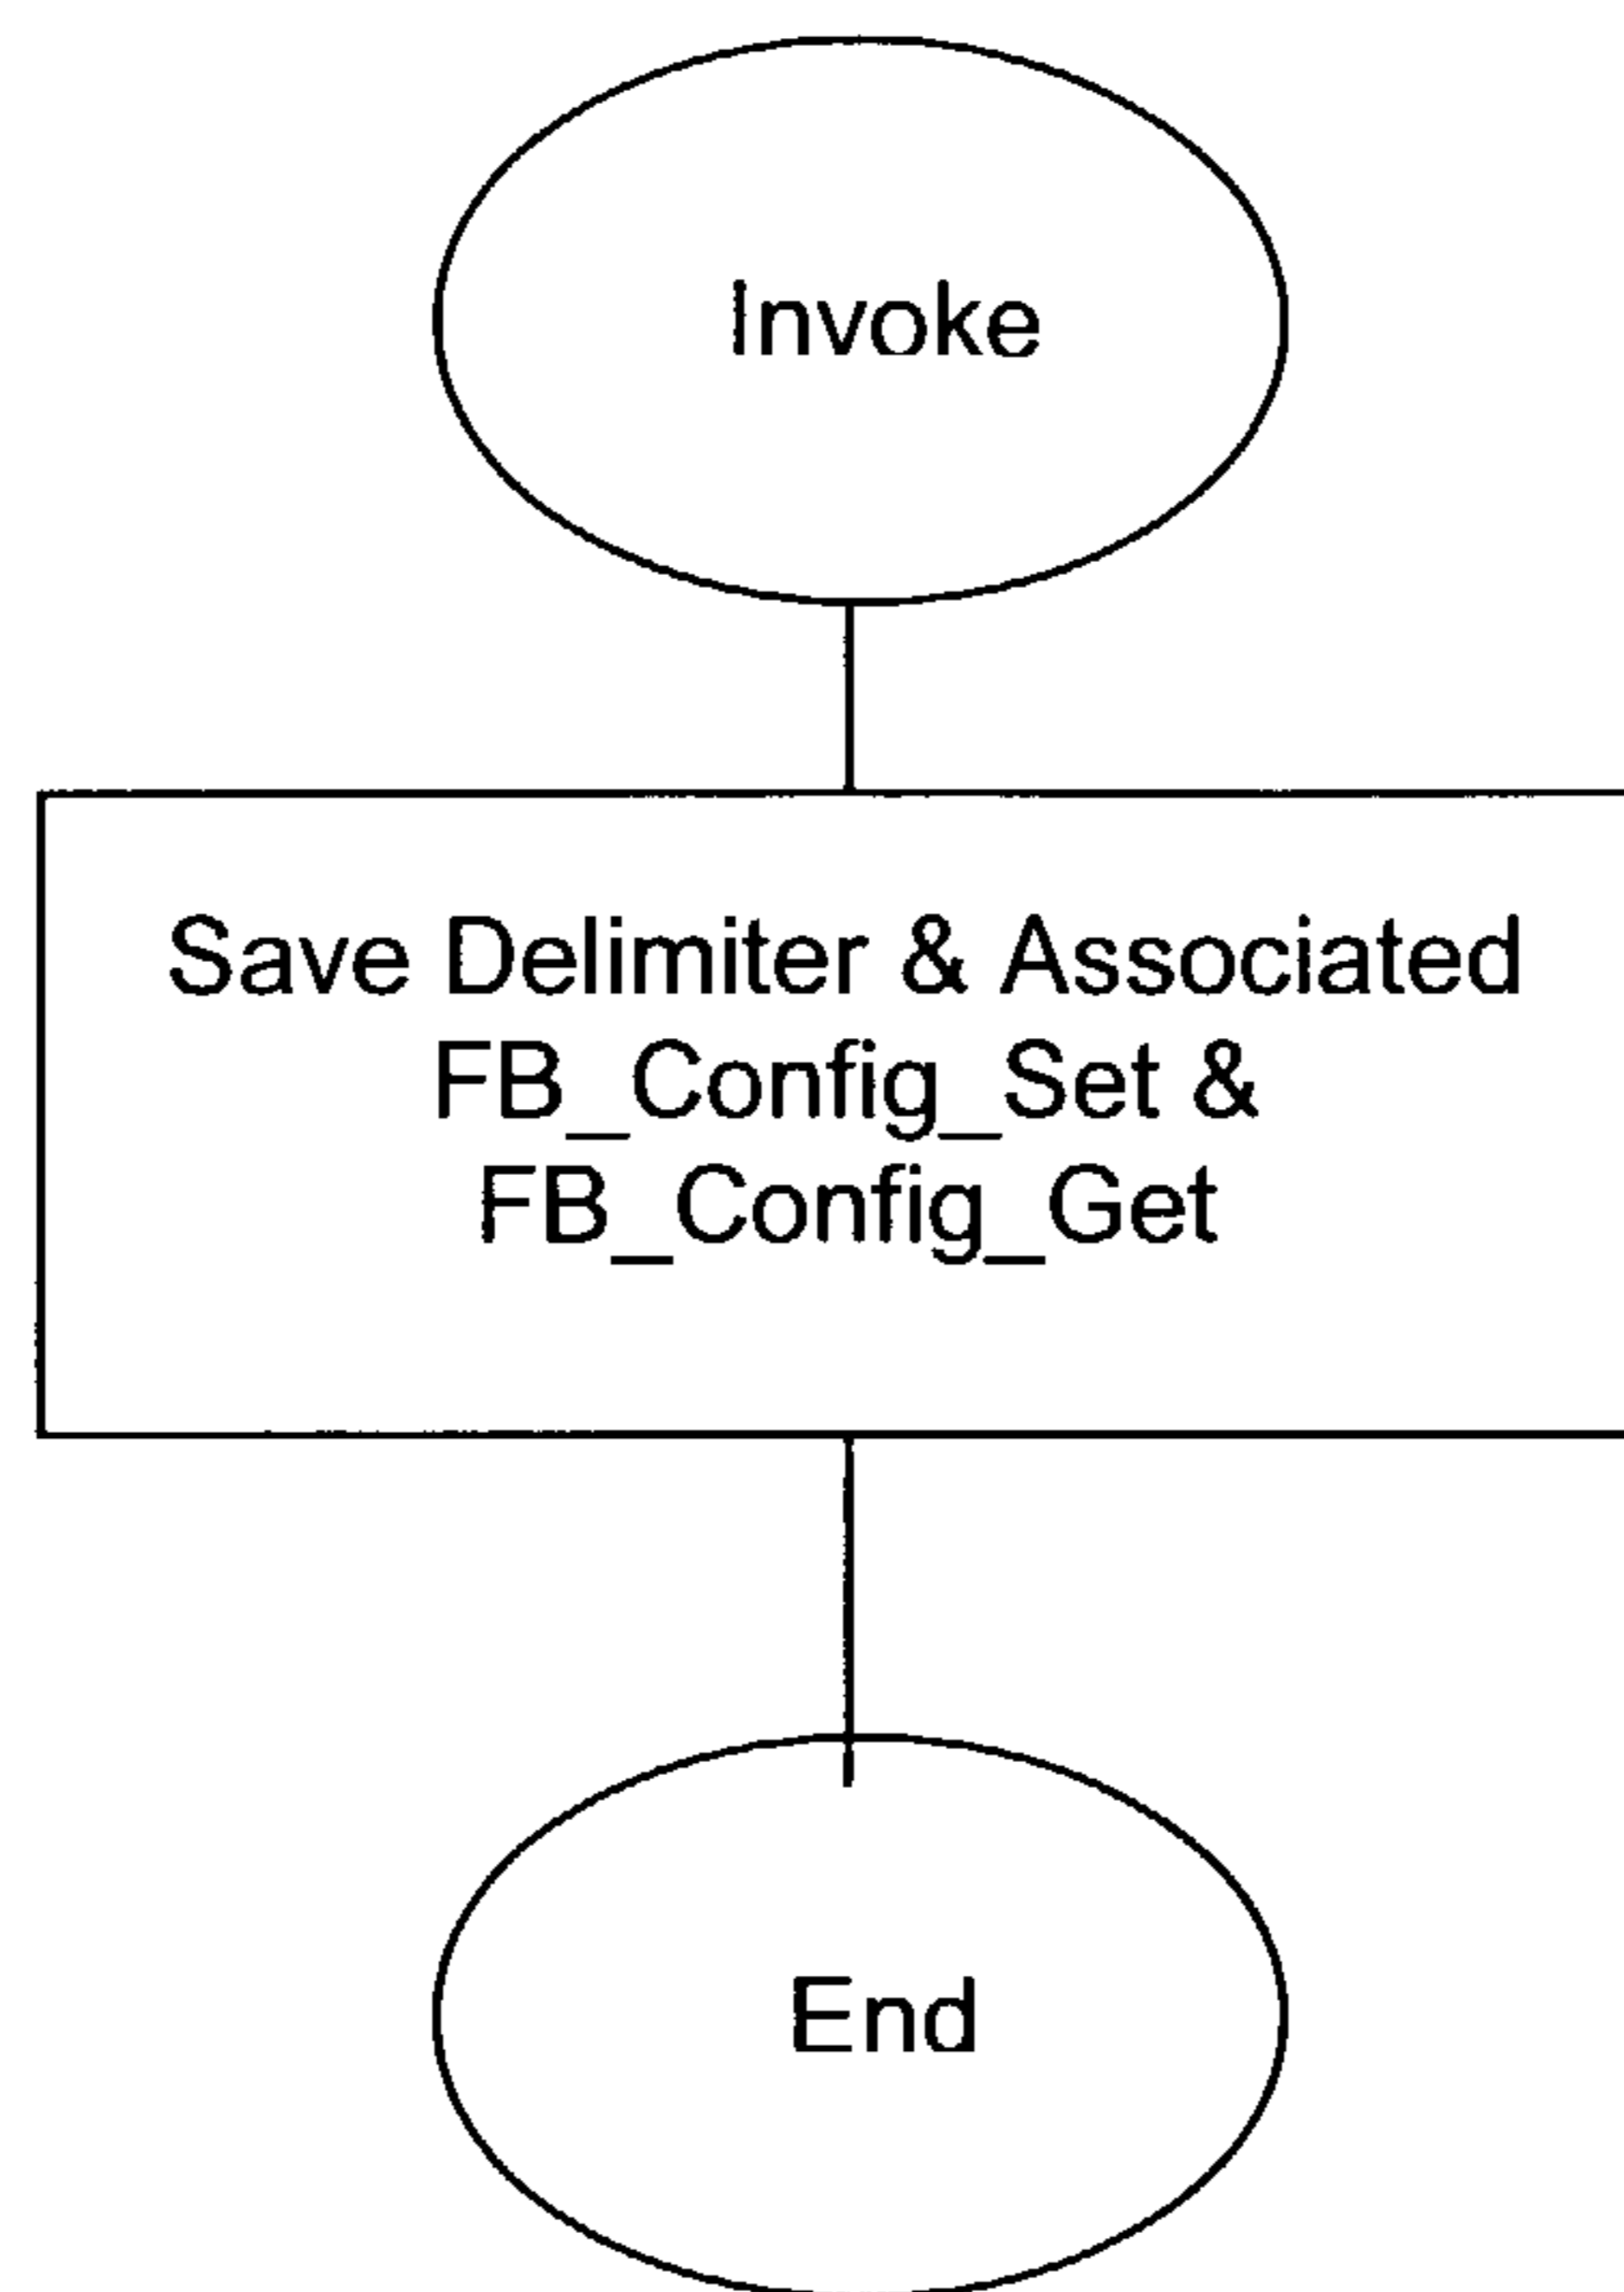 Invoke
Save Delimiter & Associated
FB_Config_Set &
FB_Config_Get
End